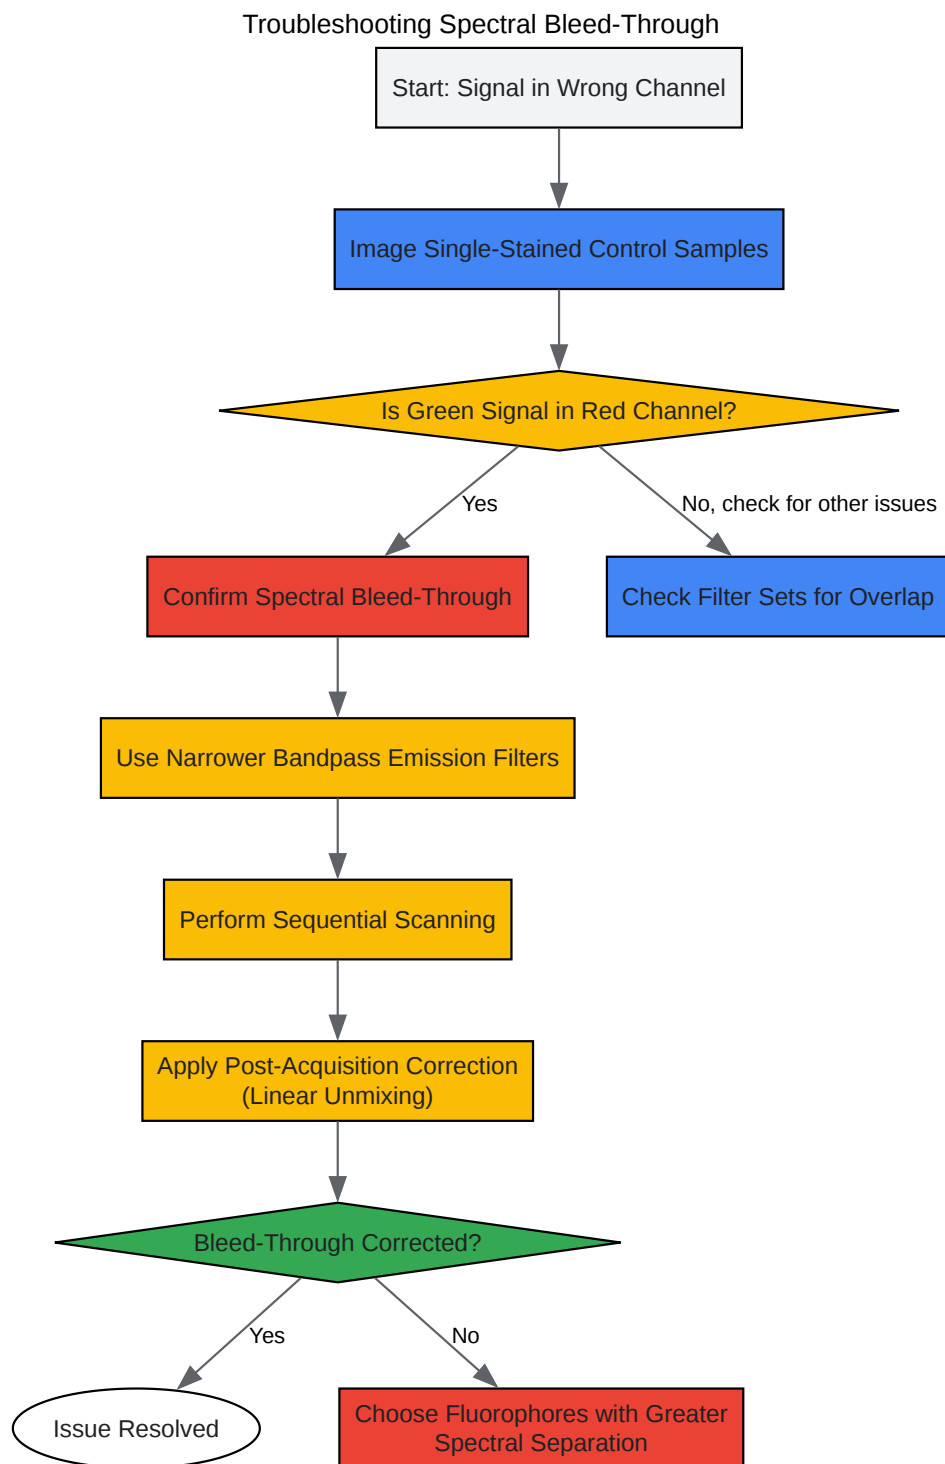 Troubleshooting Spectral Bleed-Through
Start: Signal in Wrong Channel
Image Single-Stained Control Samples
Is Green Signal in Red Channel?
Yes
No, check for other issues
Confirm Spectral Bleed-Through
Check Filter Sets for Overlap
Use Narrower Bandpass Emission Filters
Perform Sequential Scanning
Apply Post-Acquisition Correction
(Linear Unmixing)
Bleed-Through Corrected?
Yes
No
Issue Resolved
Choose Fluorophores with Greater
Spectral Separation